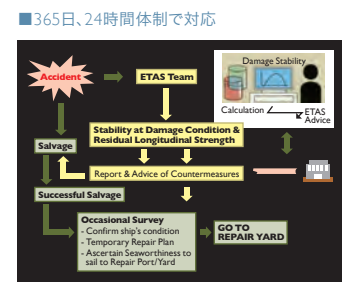 ■365日、24時間体制で対応
Damage Stability
Accident
ETAS Team
Calculation
ETAS
Advice
Stability at Damage Condition &
Residual Longitudinal Strength
Salvage
Report & Advice of Countermeasures
Successful Salvage
Occasional Survey
- Confirm ship's condition
- Temporary Repair Plan
- Ascertain Seaworthiness to
sail to Repair Port/Yard
GO TO
REPAIR YARD